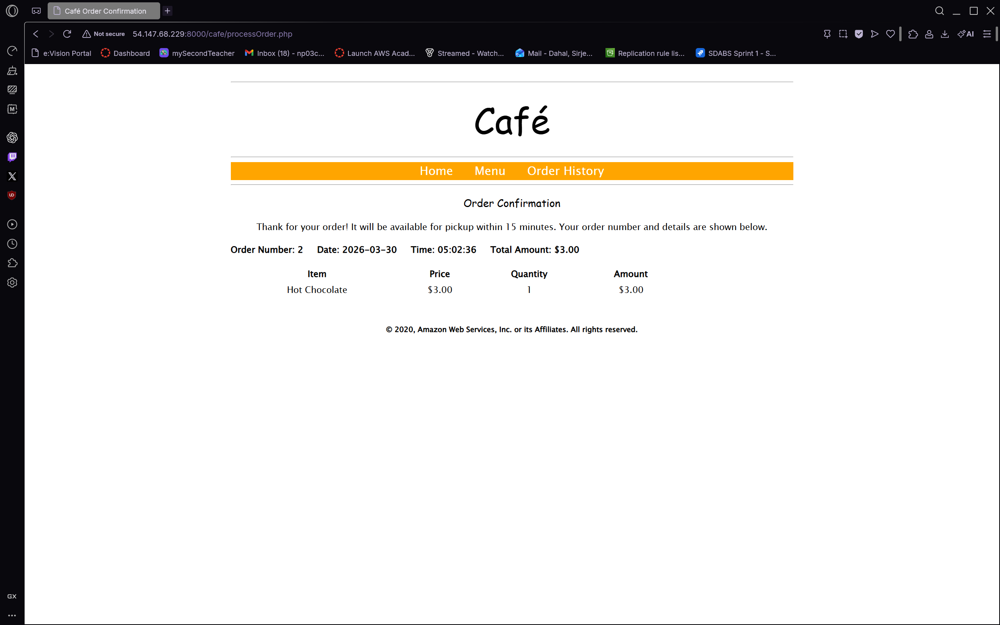 Café Order Confirmation
Not secure 54.147.68.229:8000/cafe/processOrder.php AI
e:Vision Portal Dashboard mySecondTeacher Inbox (18) - np03c... Launch AWS Acad... Streamed - Watch... Mail - Dahal, Sirje... Replication rule lis... SDABS Sprint 1 - S...
M
Café
Home Menu Order History
Order Confirmation
Thank for your order! It will be available for pickup within 15 minutes. Your order number and details are shown below.
Order Number: 2 Date: 2026-03-30 Time: 05:02:36 Total Amount: $3.00
Item Price Quantity Amount
Hot Chocolate $3.00 1 $3.00
© 2020, Amazon Web Services, Inc. or its Affiliates. All rights reserved.
GX